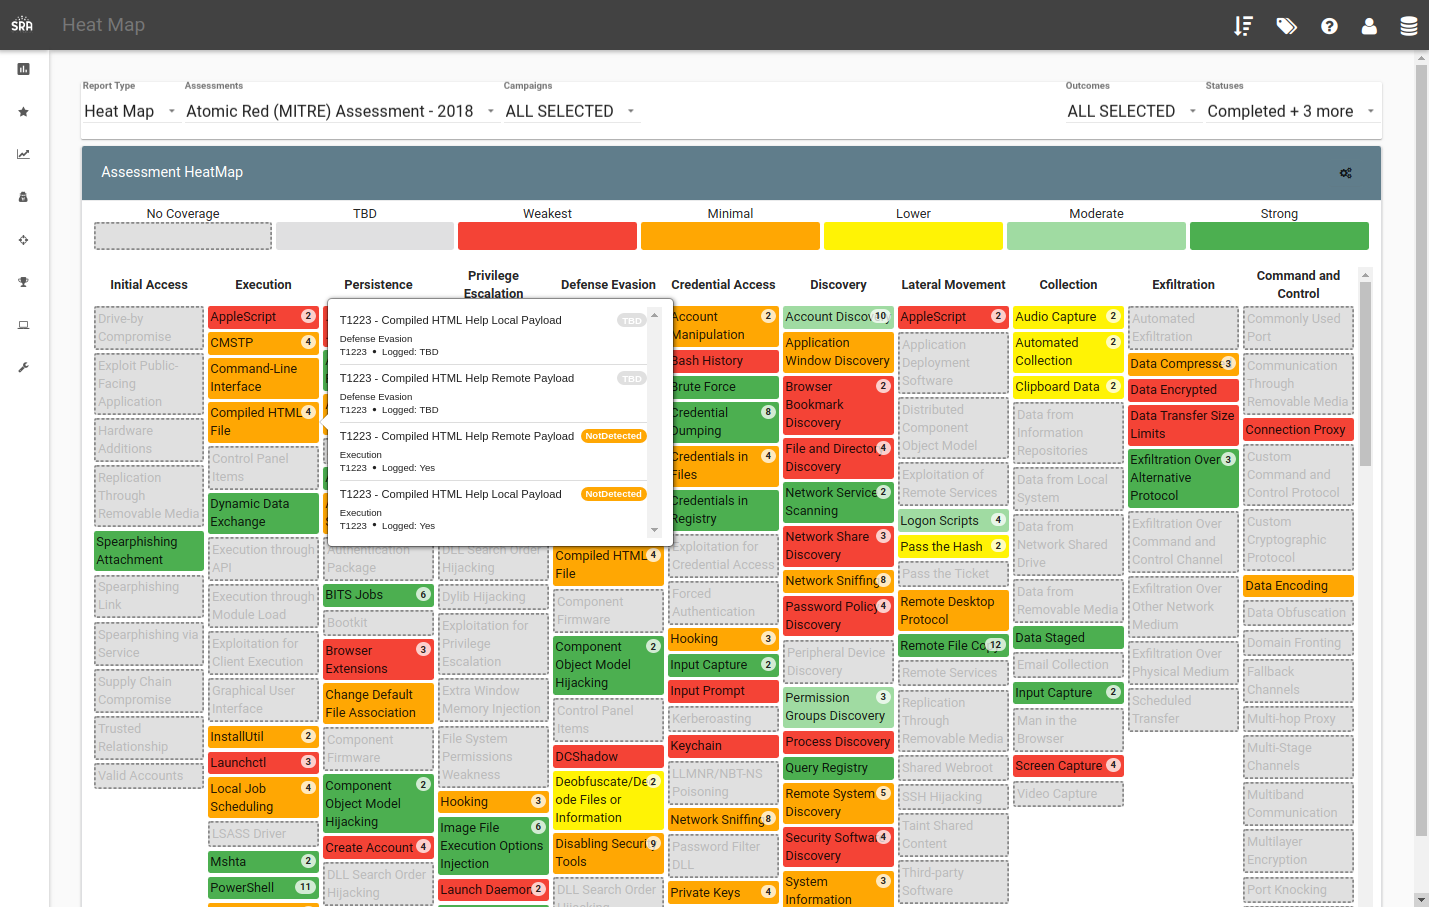 SRA
Heat Map
Report Type
Assessments
Campaigns
Outcomes
Statuses
Heat Map
Atomic Red (MITRE) Assessment - 2018
ALL SELECTED
ALL SELECTED
Completed + 3 more
Assessment HeatMap
No Coverage
TBD
Weakest
Minimal
Lower
Moderate
Strong
Initial Access
Drive-by
Compromise
Exploit Public-
Facing
Application
Hardware
Additions
Replication
Through
Removable Media
Spearphishing
Attachment
Spearphishing
Link
Spearphishing via
Service
Supply Chain
Compromise
Trusted
Relationship
Valid Accounts
Execution
AppleScript 2
CMSTP 4
Command-Line
Interface
Compiled HTML 4
File
Control Panel
Items
Dynamic Data
Exchange
Execution through
API
Execution through
Module Load
Exploitation for
Client Execution
Graphical User
Interface
InstallUtil 2
Launchctl 3
Local Job 4
Scheduling
LSASS Driver
Mshta 2
PowerShell 11
Persistence
T1223 - Compiled HTML Help Local Payload TBD
Defense Evasion
T1223 • Logged: TBD
T1223 - Compiled HTML Help Remote Payload TBD
Defense Evasion
T1223 • Logged: TBD
T1223 - Compiled HTML Help Remote Payload NotDetected
Execution
T1223 • Logged: Yes
T1223 - Compiled HTML Help Local Payload NotDetected
Execution
T1223 • Logged: Yes
Authentication
Package
BITS Jobs 6
Bootkit
Browser 3
Extensions
Change Default
File Association
Component
Firmware
Component 2
Object Model
Hijacking
Create Account 4
DLL Search Order
Hijacking
Privilege
Escalation
DLL Search Order
Hijacking
Dylib Hijacking
Exploitation for
Privilege
Escalation
Extra Window
Memory Injection
File System
Permissions
Weakness
Hooking 3
Image File 6
Execution Options
Injection
Launch Daemon 2
Defense Evasion
Compiled HTML 4
File
Component
Firmware
Component 2
Object Model
Hijacking
Control Panel
Items
DCShadow
Deobfuscate/Dec 2
ode Files or
Information
Disabling Securi 9
Tools
DLL Search Order
Hijacking
Credential Access
Account 2
Manipulation
Bash History
Brute Force
Credential 8
Dumping
Credentials in 4
Files
Credentials in
Registry
Exploitation for
Credential Access
Forced
Authentication
Hooking 3
Input Capture 2
Input Prompt
Kerberoasting
Keychain
LLMNR/NBT-NS
Poisoning
Network Sniffing 8
Password Filter
DLL
Private Keys 4
Discovery
Account Discov 10
Application
Window Discovery
Browser 2
Bookmark
Discovery
File and Director 4
Discovery
Network Service 2
Scanning
Network Share 3
Discovery
Network Sniffing 8
Password Policy 4
Discovery
Peripheral Device
Discovery
Permission 3
Groups Discovery
Process Discovery
Query Registry
Remote System 5
Discovery
Security Softwa 4
Discovery
System 3
Information
Lateral Movement
AppleScript 2
Application
Deployment
Software
Distributed
Component
Object Model
Exploitation of
Remote Services
Logon Scripts 4
Pass the Hash 2
Pass the Ticket
Remote Desktop
Protocol
Remote File Cop 12
Remote Services
Replication
Through
Removable Media
Shared Webroot
SSH Hijacking
Taint Shared
Content
Third-party
Software
Collection
Audio Capture 2
Automated 2
Collection
Clipboard Data 2
Data from
Information
Repositories
Data from Local
System
Data from
Network Shared
Drive
Data from
Removable Media
Data Staged
Email Collection
Input Capture 2
Man in the
Browser
Screen Capture 4
Video Capture
Exfiltration
Automated
Exfiltration
Data Compresse 3
Data Encrypted
Data Transfer Size
Limits
Exfiltration Over 3
Alternative
Protocol
Exfiltration Over
Command and
Control Channel
Exfiltration Over
Other Network
Medium
Exfiltration Over
Physical Medium
Scheduled
Transfer
Command and
Control
Commonly Used
Port
Communication
Through
Removable Media
Connection Proxy
Custom
Command and
Control Protocol
Custom
Cryptographic
Protocol
Data Encoding
Data Obfuscation
Domain Fronting
Fallback
Channels
Multi-hop Proxy
Multi-Stage
Channels
Multiband
Communication
Multilayer
Encryption
Port Knocking